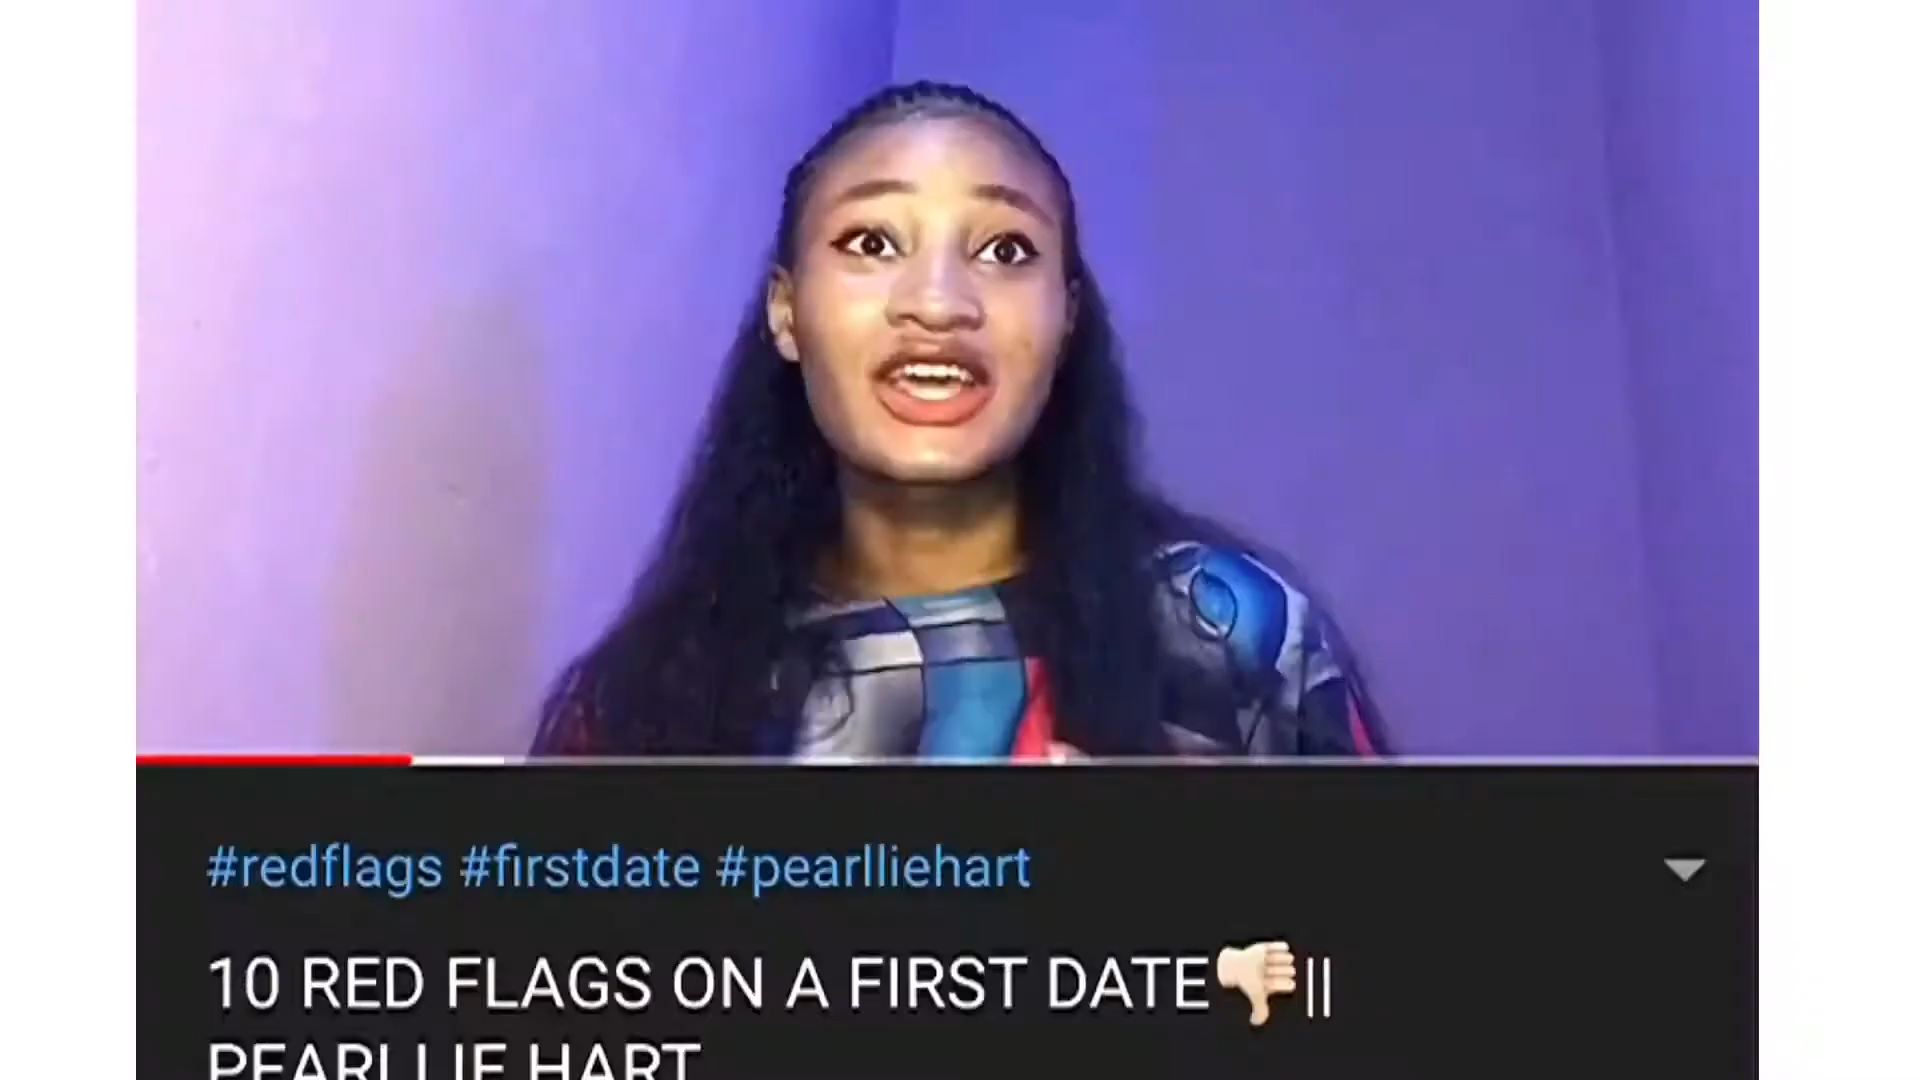 #redflags #firstdate #pearlliehart
10 RED FLAGS ON A FIRST DATE👎🏻||
PEARLLIE HART